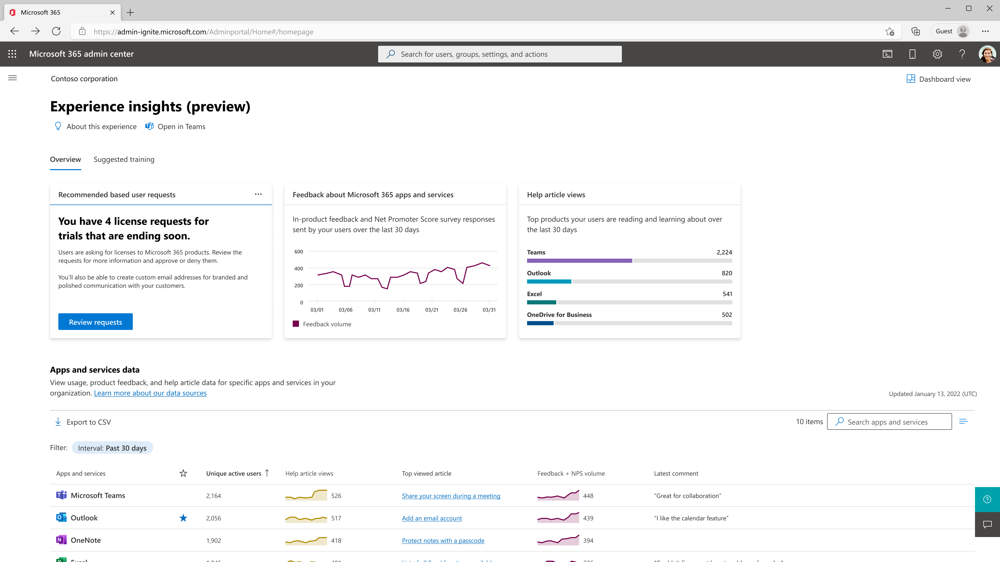 Microsoft 365
https://admin-ignite.microsoft.com/Adminportal/Home#/homepage
Guest
Microsoft 365 admin center
Search for users, groups, settings, and actions
Contoso corporation
Dashboard view
Experience insights (preview)
About this experience
Open in Teams
Overview
Suggested training
Recommended based user requests
You have 4 license requests for
trials that are ending soon.
Users are asking for licenses to Microsoft 365 products. Review the
requests for more information and approve or deny them.
You'll also be able to create custom email addresses for branded and
polished communication with your customers.
Review requests
Feedback about Microsoft 365 apps and services
In-product feedback and Net Promoter Score survey responses
sent by your users over the last 30 days
600
400
200
0
03/01 03/06 03/11 03/16 03/21 03/26 03/31
Feedback volume
Help article views
Top products your users are reading and learning about over
the last 30 days
Teams 2,224
Outlook 820
Excel 541
OneDrive for Business 502
Apps and services data
View usage, product feedback, and help article data for specific apps and services in your
organization. Learn more about our data sources
Updated January 13, 2022 (UTC)
Export to CSV
10 items
Search apps and services
Filter: Interval: Past 30 days
Apps and services Unique active users Help article views Top viewed article Feedback + NPS volume Latest comment
Microsoft Teams 2,164 526 Share your screen during a meeting 448 “Great for collaboration”
Outlook 2,056 517 Add an email account 439 “I like the calendar feature”
OneNote 1,902 418 Protect notes with a passcode 394
Excel